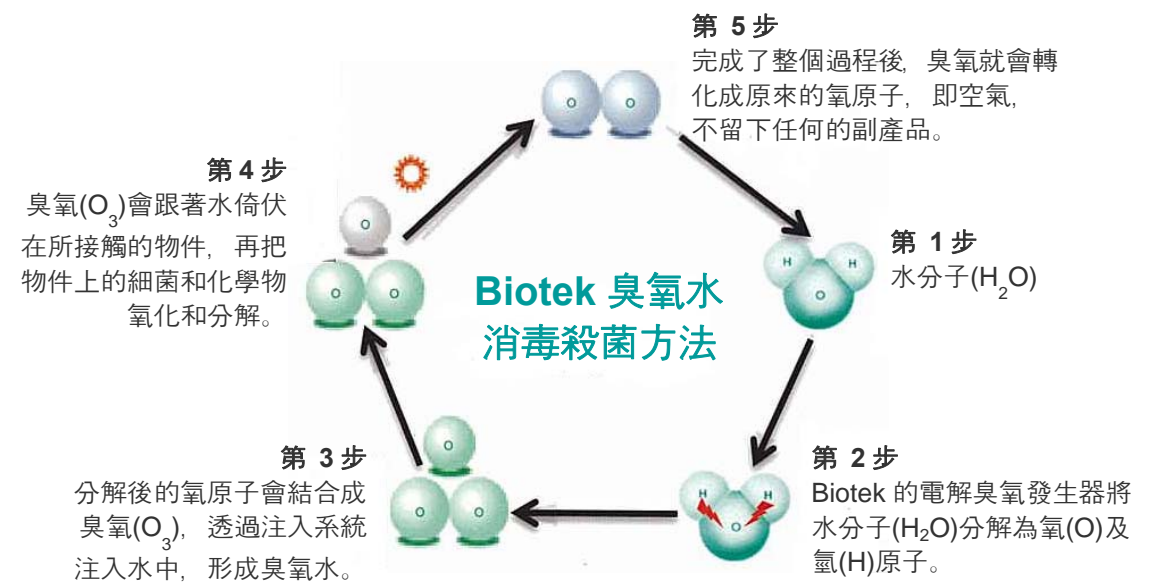 Biotek 臭氧水
消毒殺菌方法
第 1 步
水分子(H₂O)
H
H
O
第 2 步
Biotek 的電解臭氧發生器將
水分子(H₂O)分解為氧(O)及
氫(H)原子。
H
H
O
第 3 步
分解後的氧原子會結合成
臭氧(O₃)，透過注入系統
注入水中，形成臭氧水。
O
O
O
第 4 步
臭氧(O₃)會跟著水倚伏
在所接觸的物件，再把
物件上的細菌和化學物
氧化和分解。
O
O
O
第 5 步
完成了整個過程後，臭氧就會轉
化成原來的氧原子，即空氣，
不留下任何的副產品。
O
O